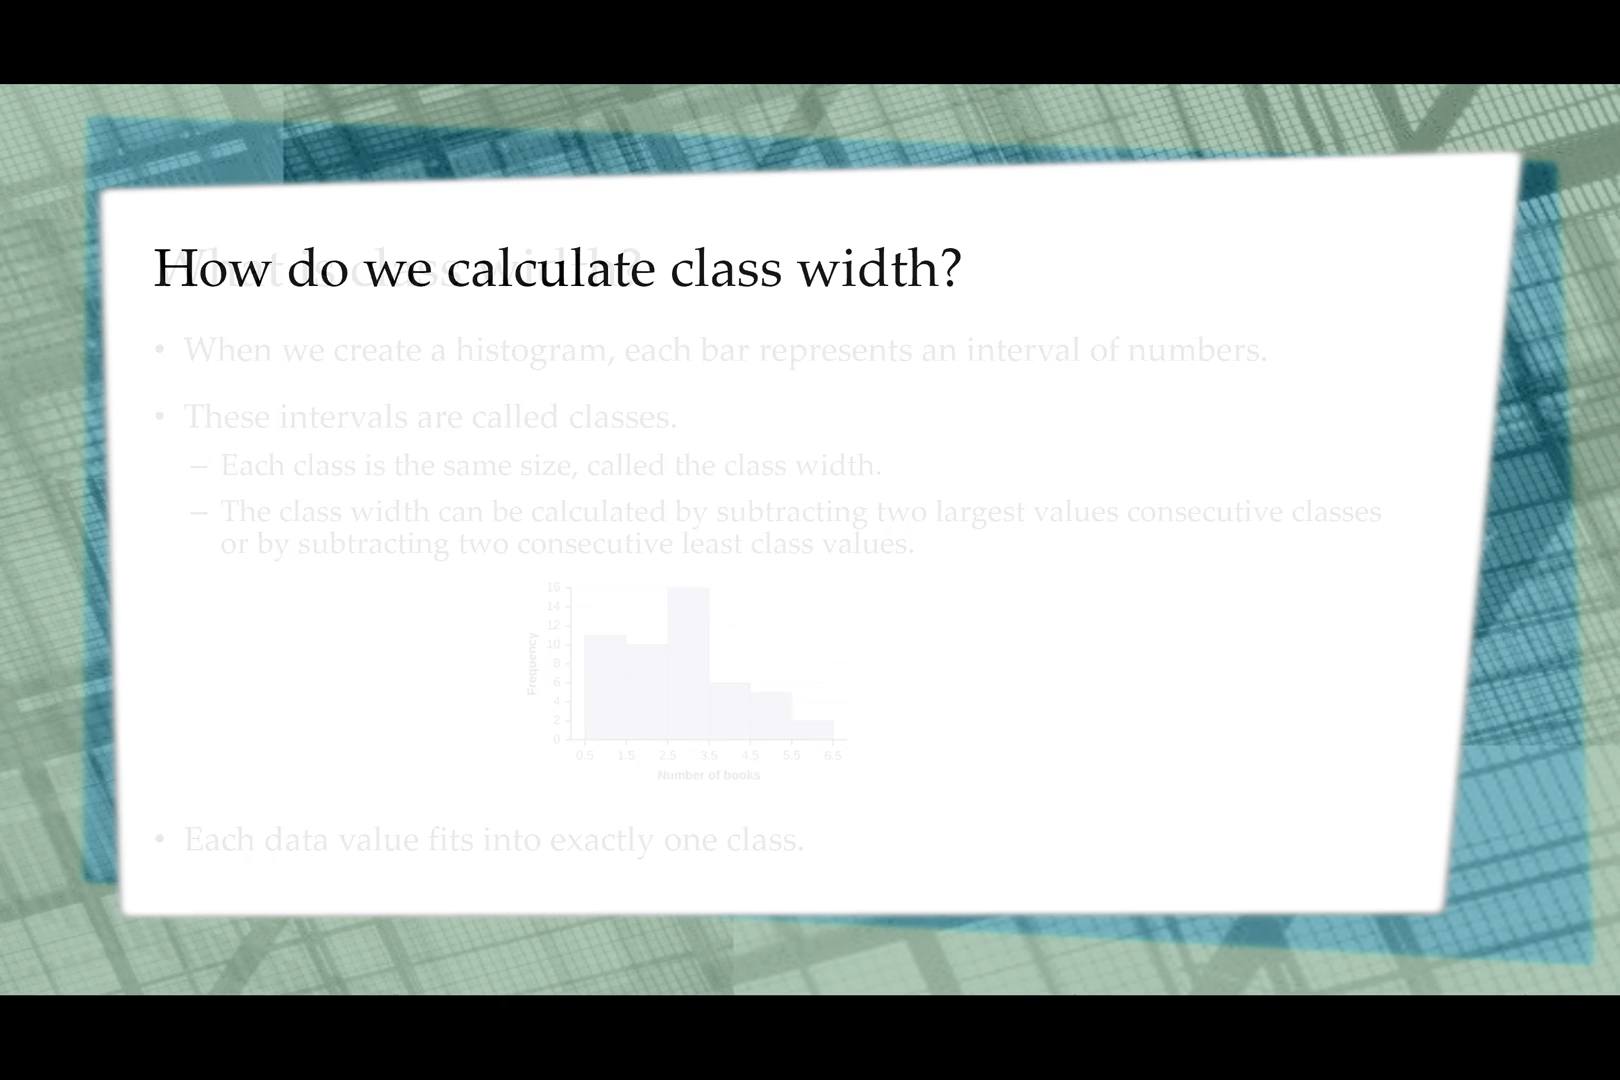 How do we calculate class width?
What is class width?
• When we create a histogram, each bar represents an interval of numbers.
• These intervals are called classes.
– Each class is the same size, called the class width.
– The class width can be calculated by subtracting two largest values consecutive classes
or by subtracting two consecutive least class values.
16
14
12
10
8
6
4
2
0
Frequency
0.5 1.5 2.5 3.5 4.5 5.5 6.5
Number of books
• Each data value fits into exactly one class.